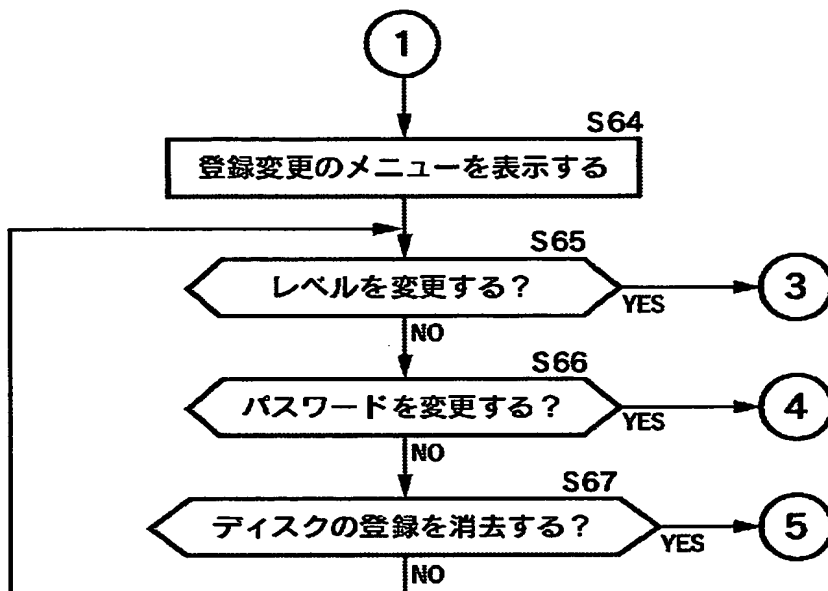 1
S64
登録変更のメニューを表示する
S65
レベルを変更する?
YES
3
NO
S66
パスワードを変更する?
YES
4
NO
S67
ディスクの登録を消去する?
YES
5
NO